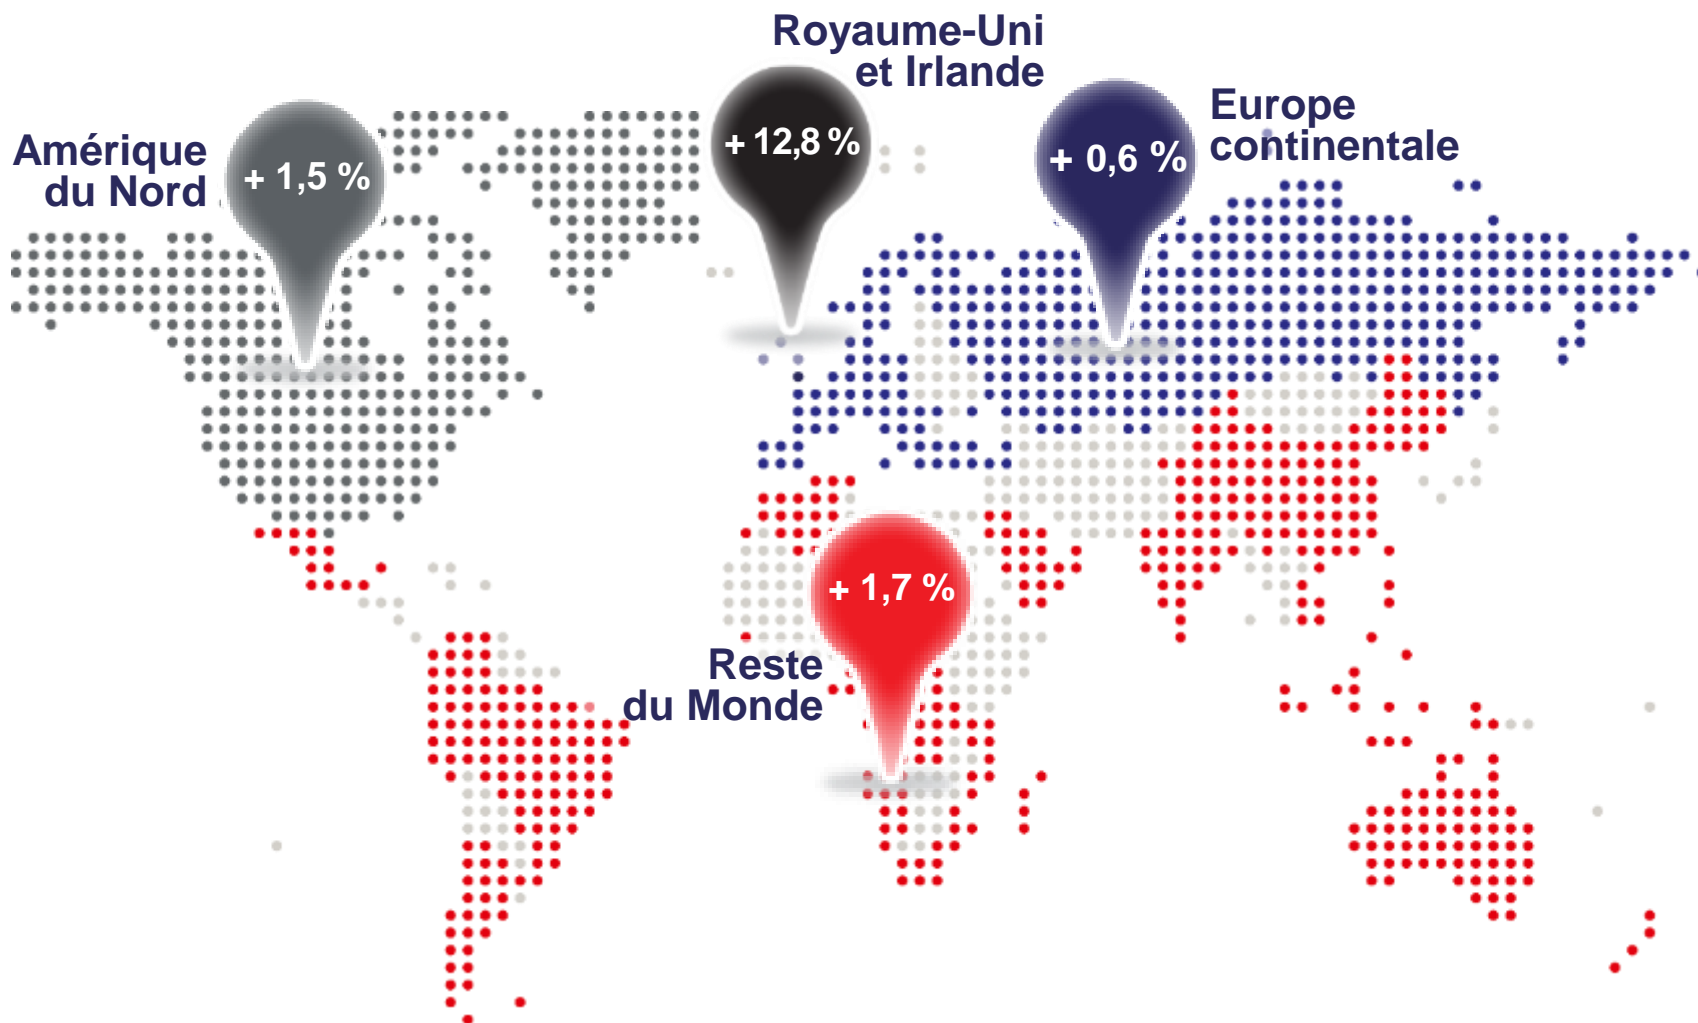 Royaume-Uni
et Irlande
+ 12,8 %
Europe
continentale
+ 0,6 %
Amérique
du Nord
+ 1,5 %
+ 1,7 %
Reste
du Monde